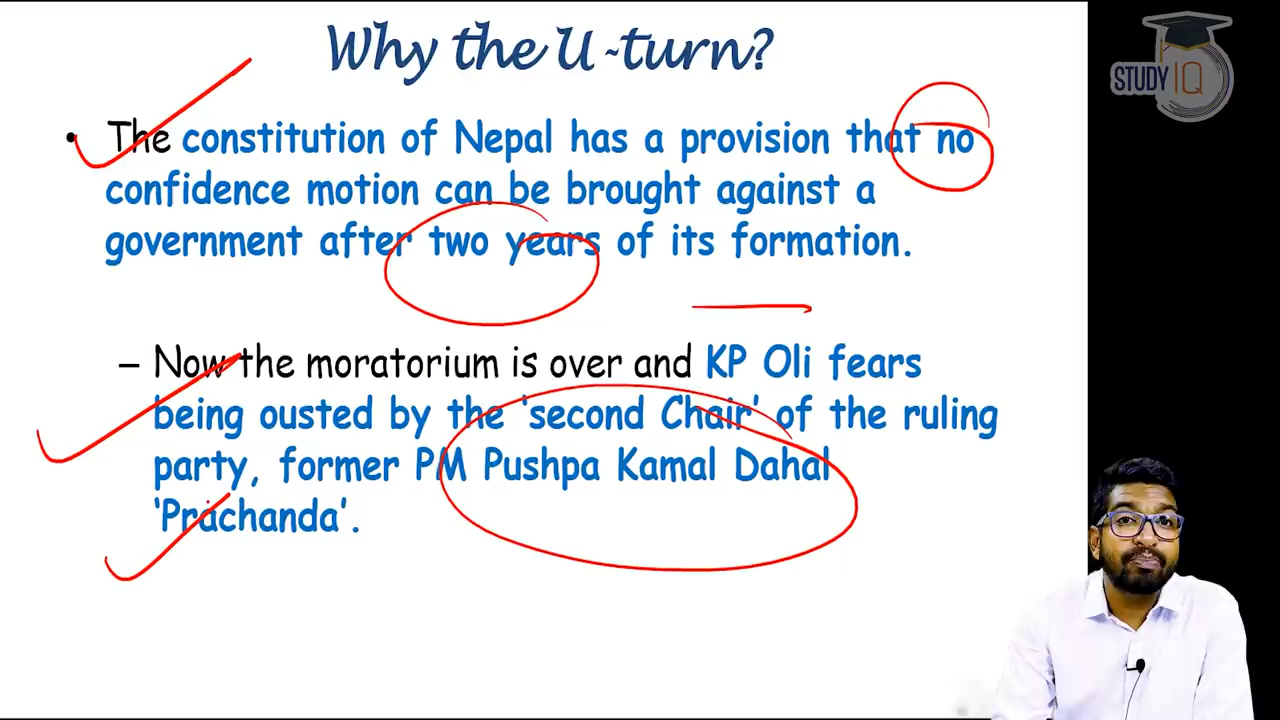 Why the U-turn?
STUDY IQ
• The constitution of Nepal has a provision that no
confidence motion can be brought against a
government after two years of its formation.
– Now the moratorium is over and KP Oli fears
being ousted by the ‘second Chair’ of the ruling
party, former PM Pushpa Kamal Dahal
‘Prachanda’.